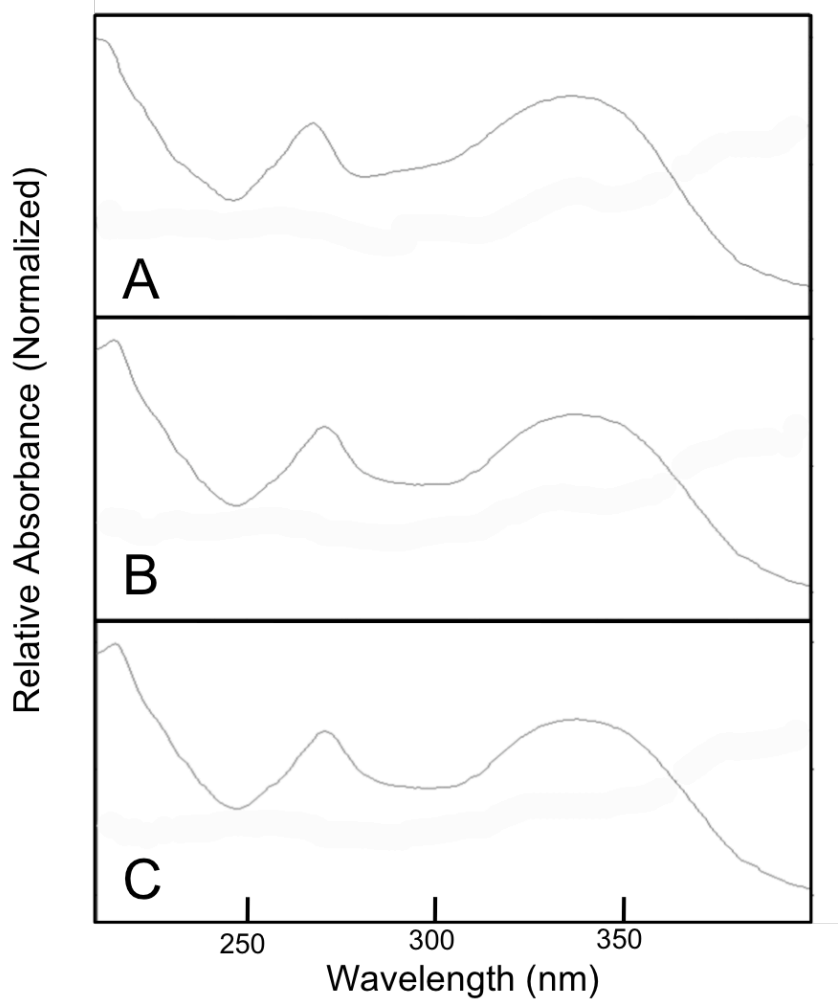 Relative Absorbance (Normalized)
A
B
C
250
300
350
Wavelength (nm)